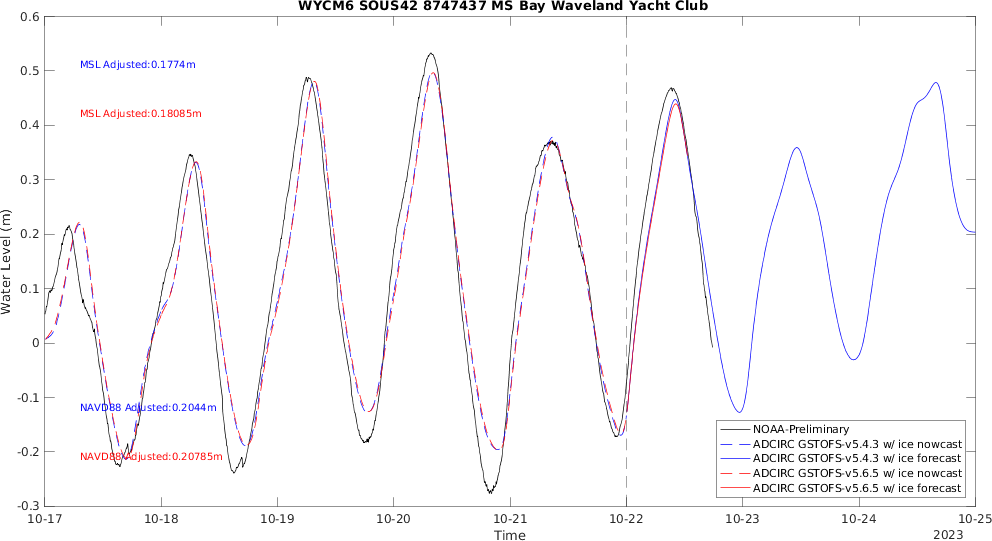 WYCM6 SOUS42 8747437 MS Bay Waveland Yacht Club
0.6
0.5
0.4
0.3
0.2
0.1
0
-0.1
-0.2
-0.3
Water Level (m)
MSL Adjusted:0.1774m
MSL Adjusted:0.18085m
NAVD88 Adjusted:0.2044m
NAVD88 Adjusted:0.20785m
NOAA-Preliminary
ADCIRC GSTOFS-v5.4.3 w/ ice nowcast
ADCIRC GSTOFS-v5.4.3 w/ ice forecast
ADCIRC GSTOFS-v5.6.5 w/ ice nowcast
ADCIRC GSTOFS-v5.6.5 w/ ice forecast
10-17 10-18 10-19 10-20 10-21 10-22 10-23 10-24 10-25
Time
2023